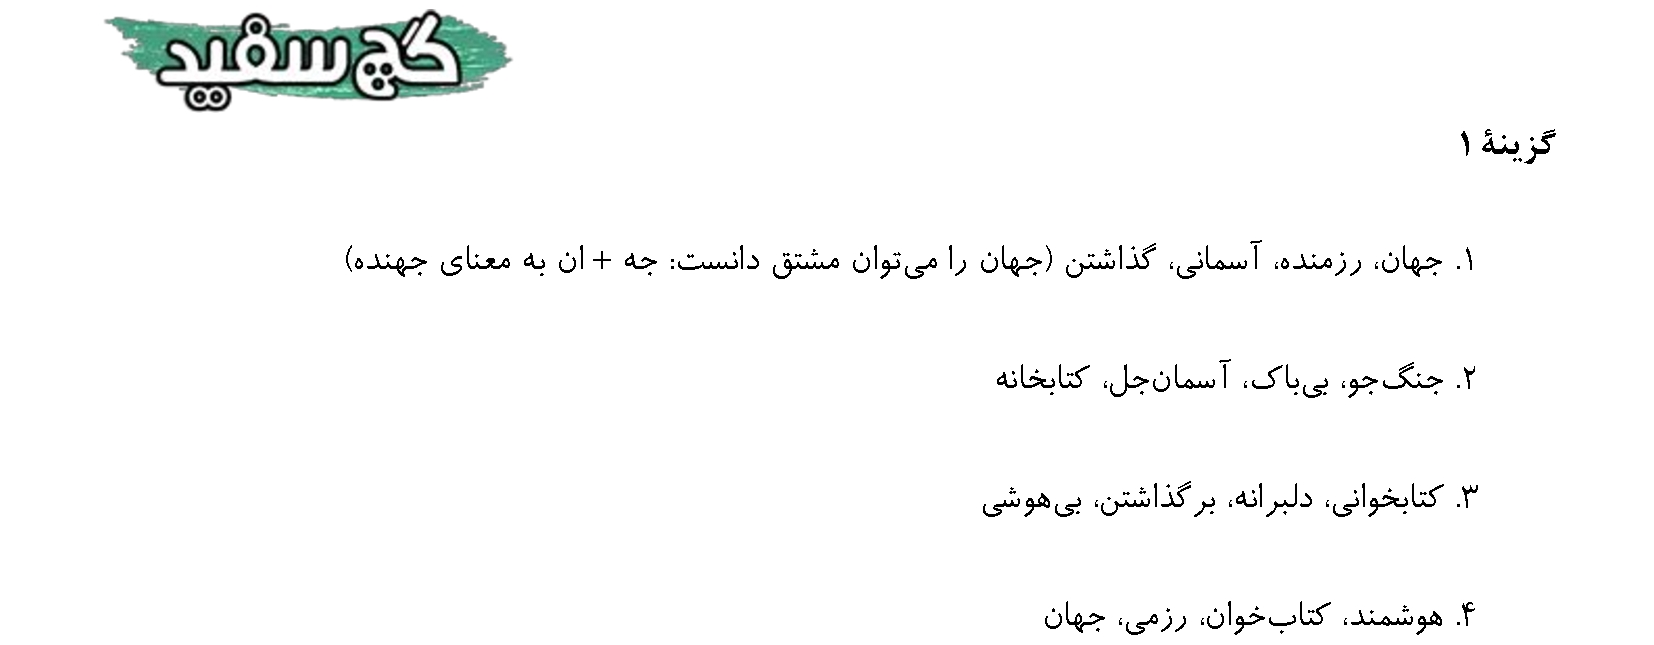 گچ سفید
گزینهٔ ۱
۱. جهان، رزمنده، آسمانی، گذاشتن (جهان را می‌توان مشتق دانست: جه + ان به معنای جهنده)
۲. جنگ‌جو، بی‌باک، آسمان‌جل، کتابخانه
۳. کتابخوانی، دلبرانه، برگذاشتن، بی‌هوشی
۴. هوشمند، کتاب‌خوان، رزمی، جهان